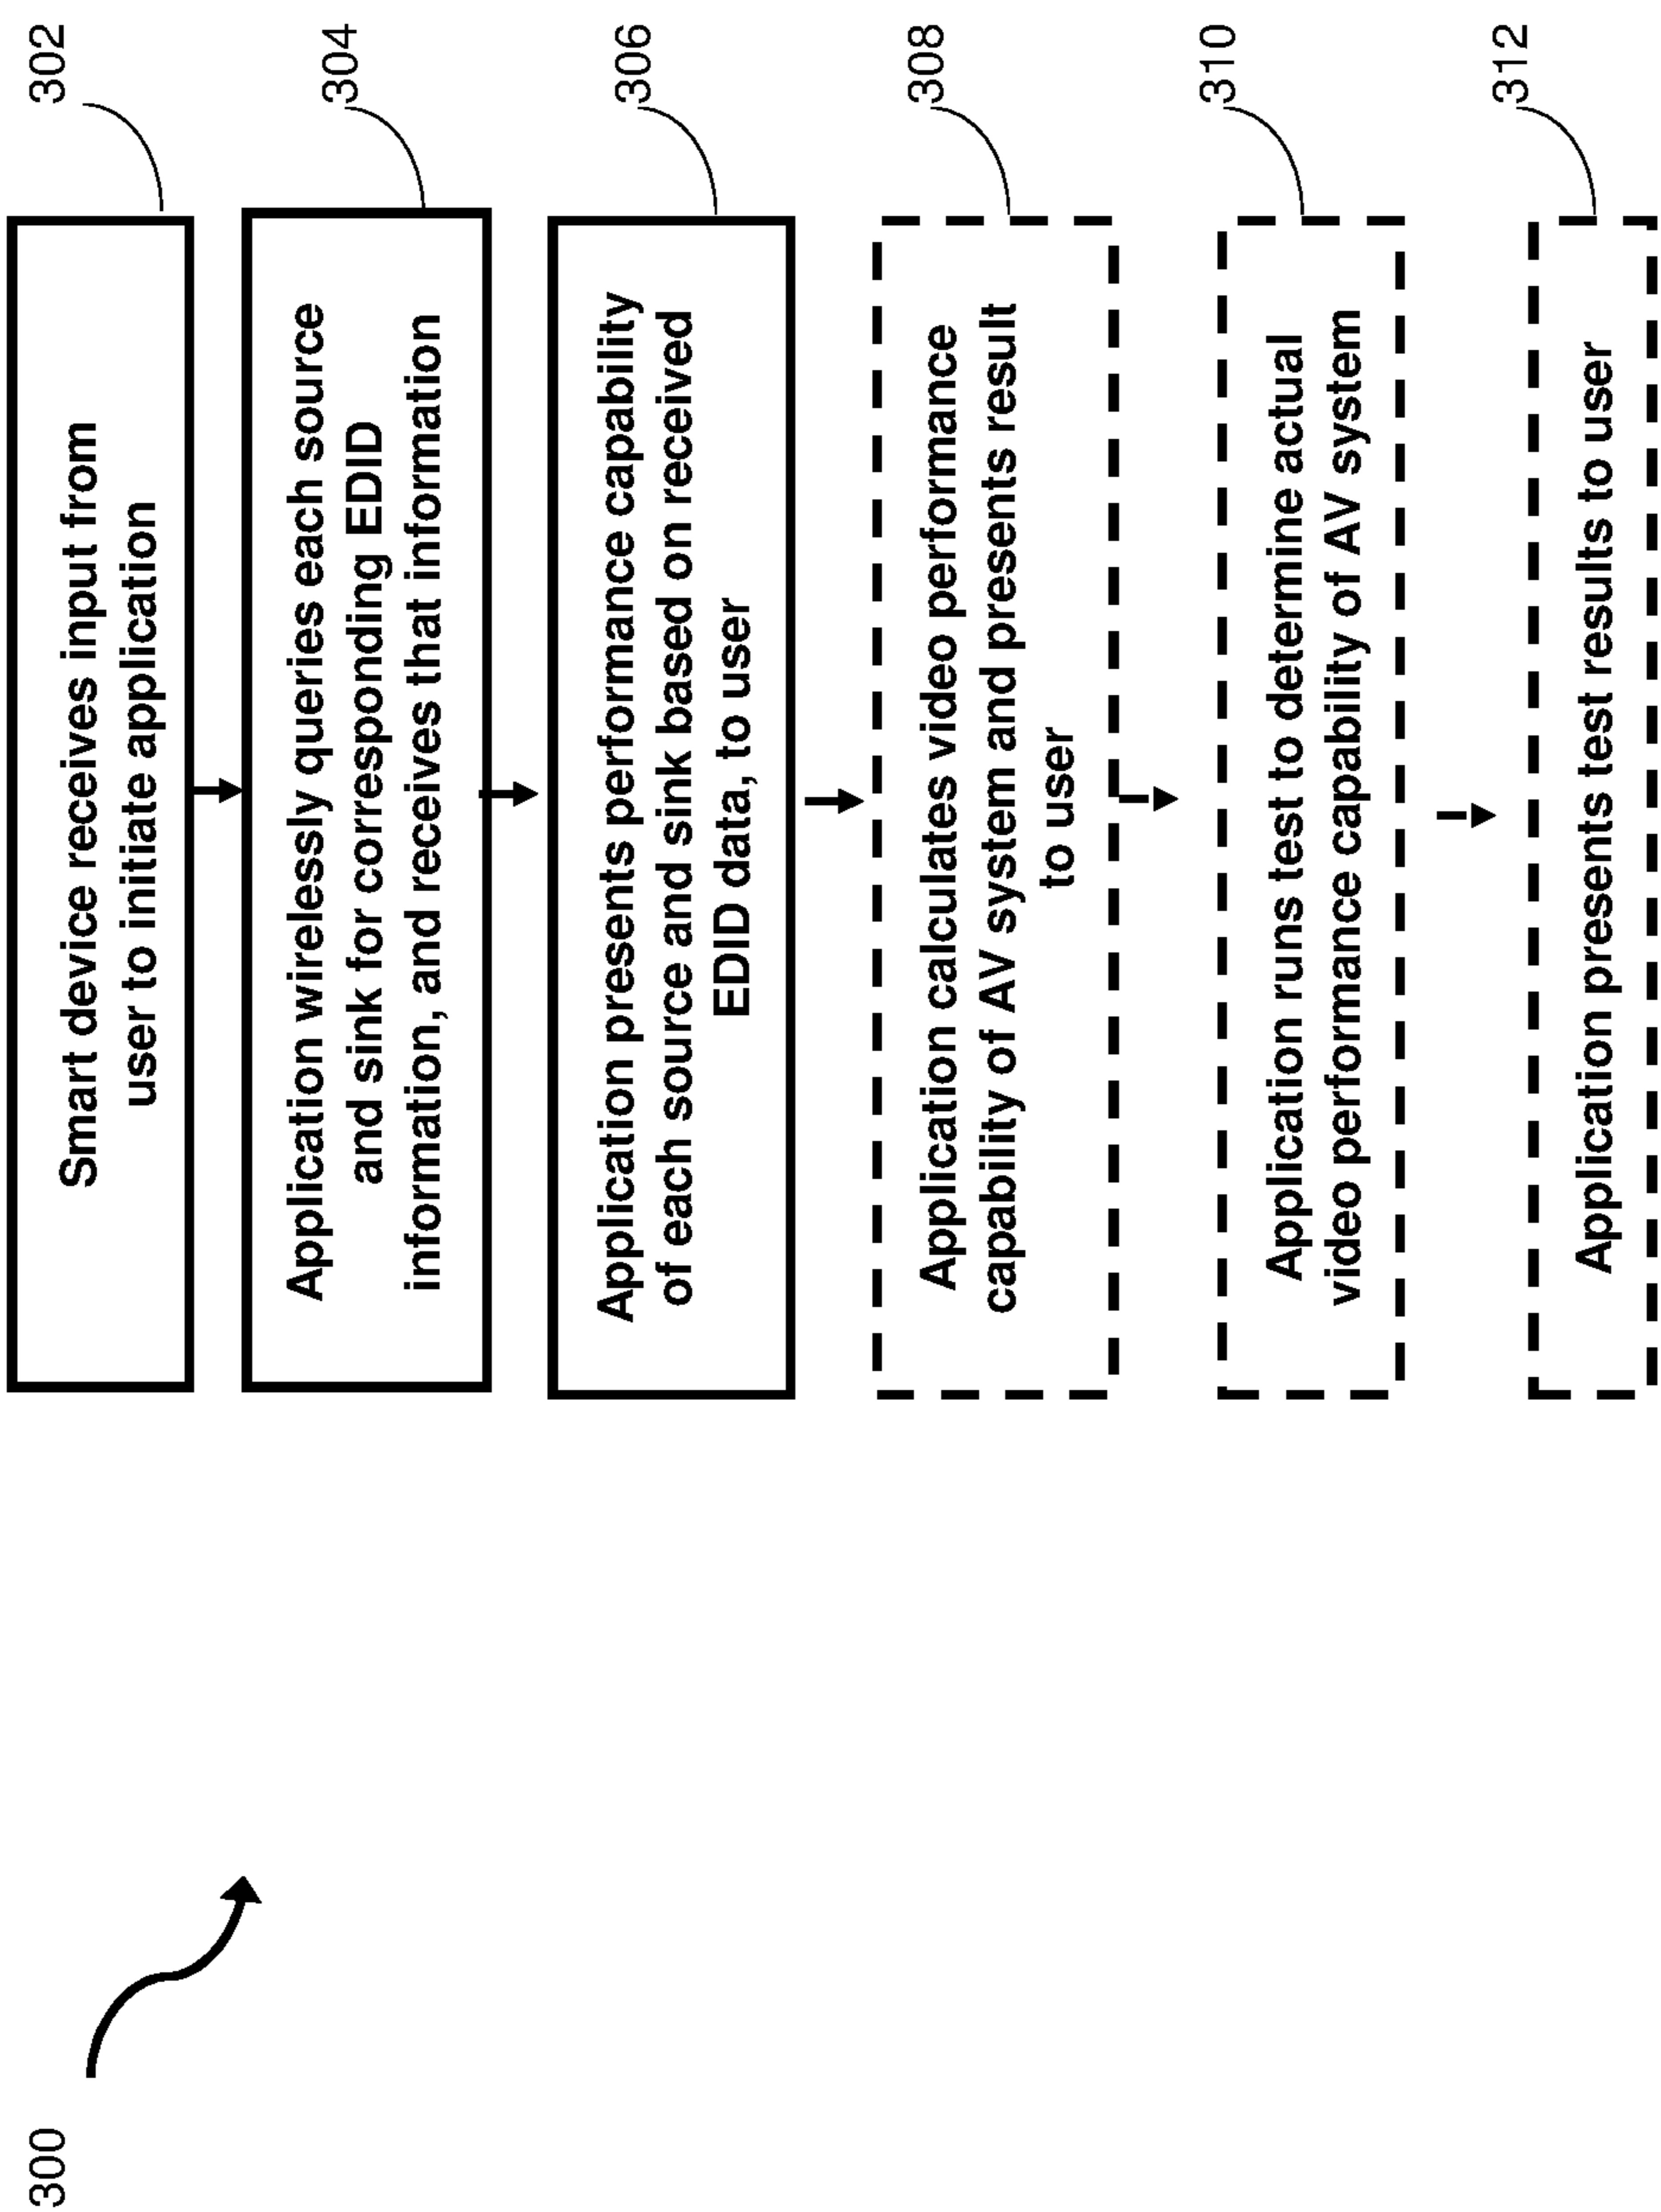 300
Smart device receives input from
user to initiate application
302
Application wirelessly queries each source
and sink for corresponding EDID
information, and receives that information
304
Application presents performance capability
of each source and sink based on received
EDID data, to user
306
Application calculates video performance
capability of AV system and presents result
to user
308
Application runs test to determine actual
video performance capability of AV system
310
Application presents test results to user
312